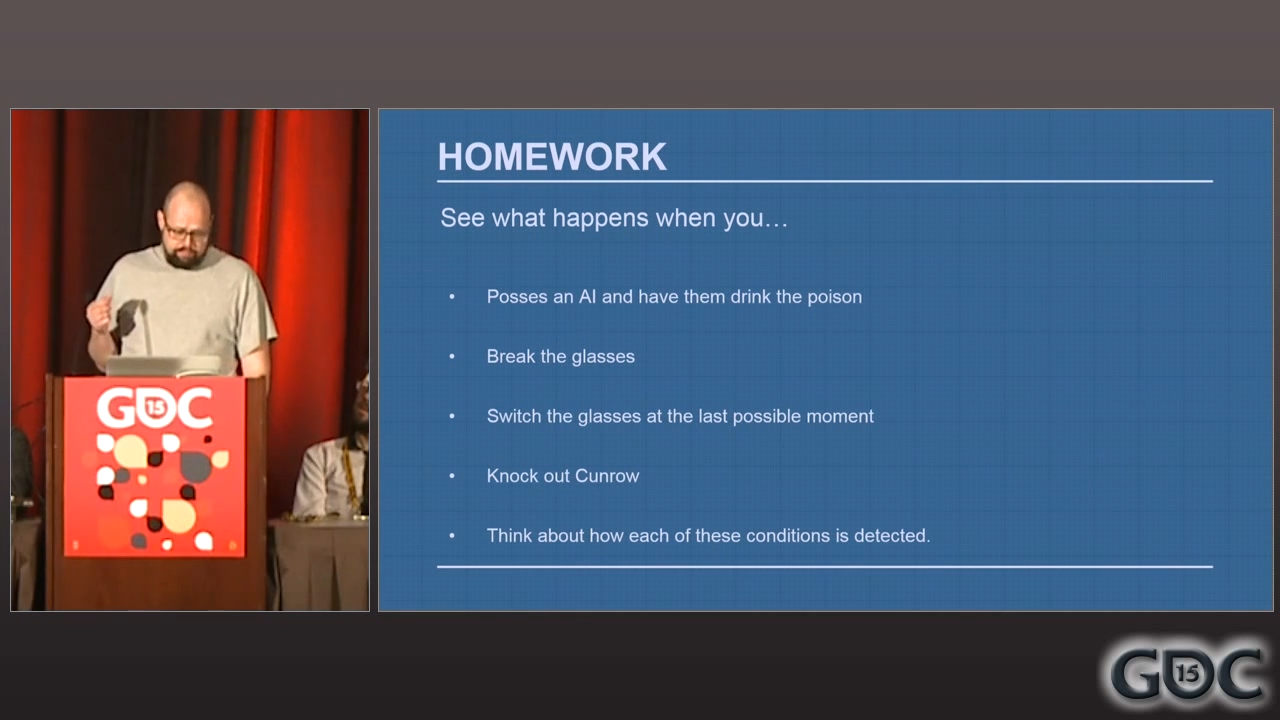 HOMEWORK
See what happens when you…
• Posses an AI and have them drink the poison
• Break the glasses
• Switch the glasses at the last possible moment
• Knock out Cunrow
• Think about how each of these conditions is detected.
GDC
15
GDC
15